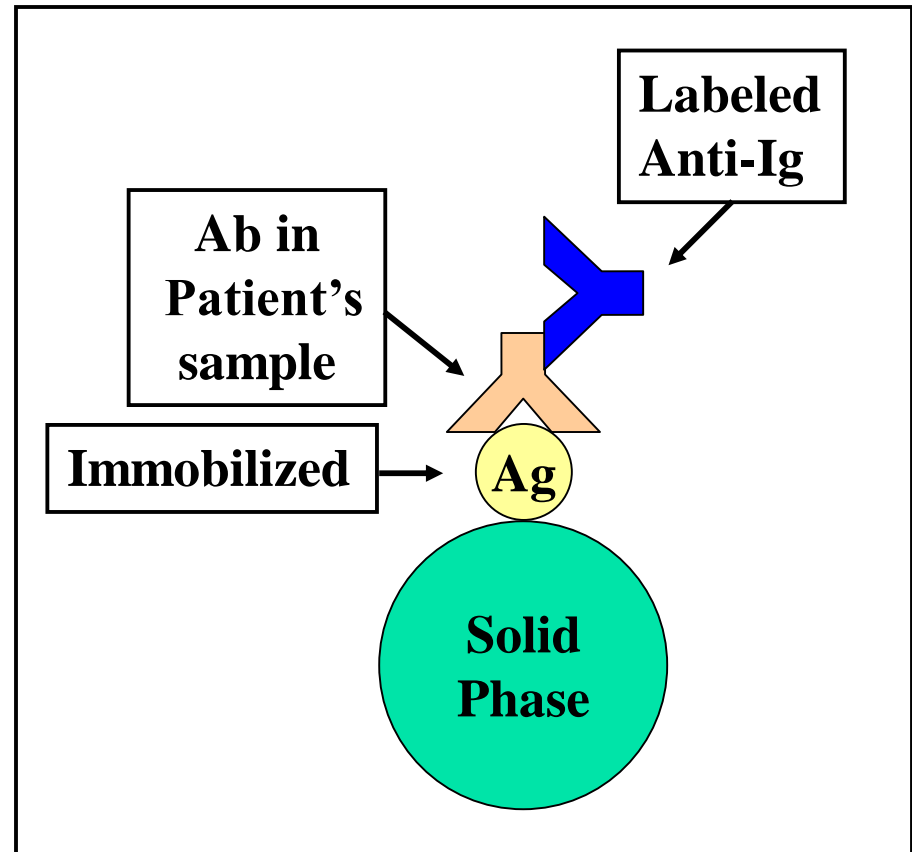 Labeled
Anti-Ig
Ab in
Patient’s
sample
Immobilized
Ag
Solid
Phase